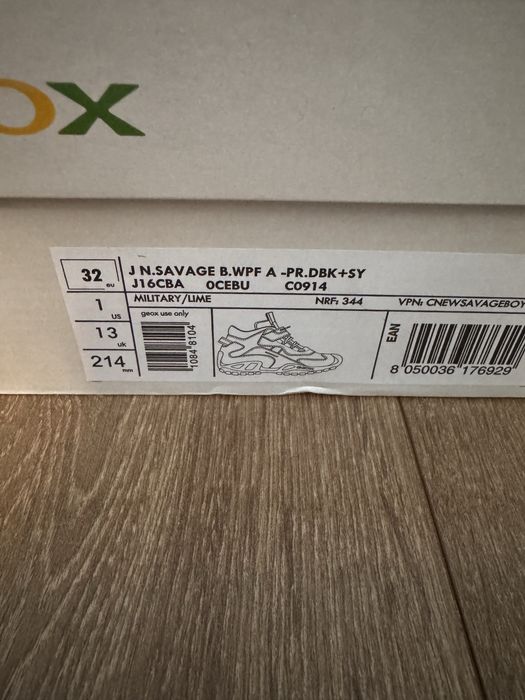 OX
32 eu
J N.SAVAGE B.WPF A -PR.DBK+SY
J16CBA 0CEBU C0914
1 US
MILITARY/LIME NRF: 344 VPN: CNEWSAVAGEBOY
13 uk
geox use only
1084 8104
214 mm
EAN
8 050036 176929